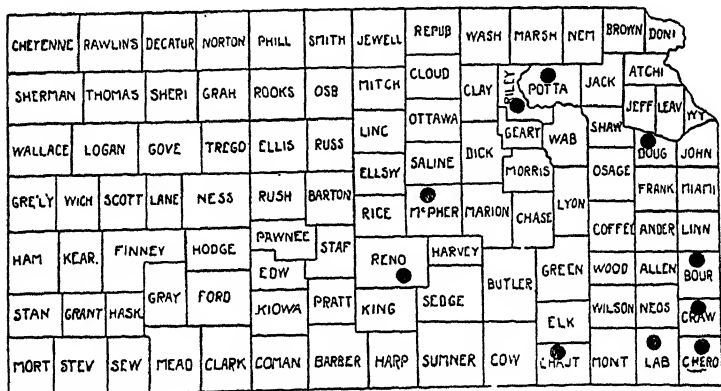 CHEYENNE RAWLINS DECATUR NORTON PHILL SMITH JEWELL REPUB WASH MARSH NEM BROWN DONI
SHERMAN THOMAS SHERI GRAH ROOKS OSB MITCH CLOUD CLAY RILEY POTTA JACK ATCHI
JEFF LEAV WY
WALLACE LOGAN GOVE TREGO ELLIS RUSS LINC OTTAWA DICK GEARY WAB SHAW DOUG JOHN
ELLSW SALINE MORRIS OSAGE FRANK MIAMI
GRE'LY WICH SCOTT LANE NESS RUSH BARTON RICE McPHER MARION CHASE LYON COFFE ANDER LINN
HAM KEAR. FINNEY HODGE PAWNEE STAF RENO HARVEY BUTLER GREEN WOOD ALLEN BOUR
EDW
STAN GRANT HASK. GRAY FORD KIOWA PRATT KING SEDGE ELK WILSON NEOS CRAW
MORT STEV SEW MEAD CLARK COMAN BARBER HARP SUMNER COW CHAUT MONT LAB CHERO